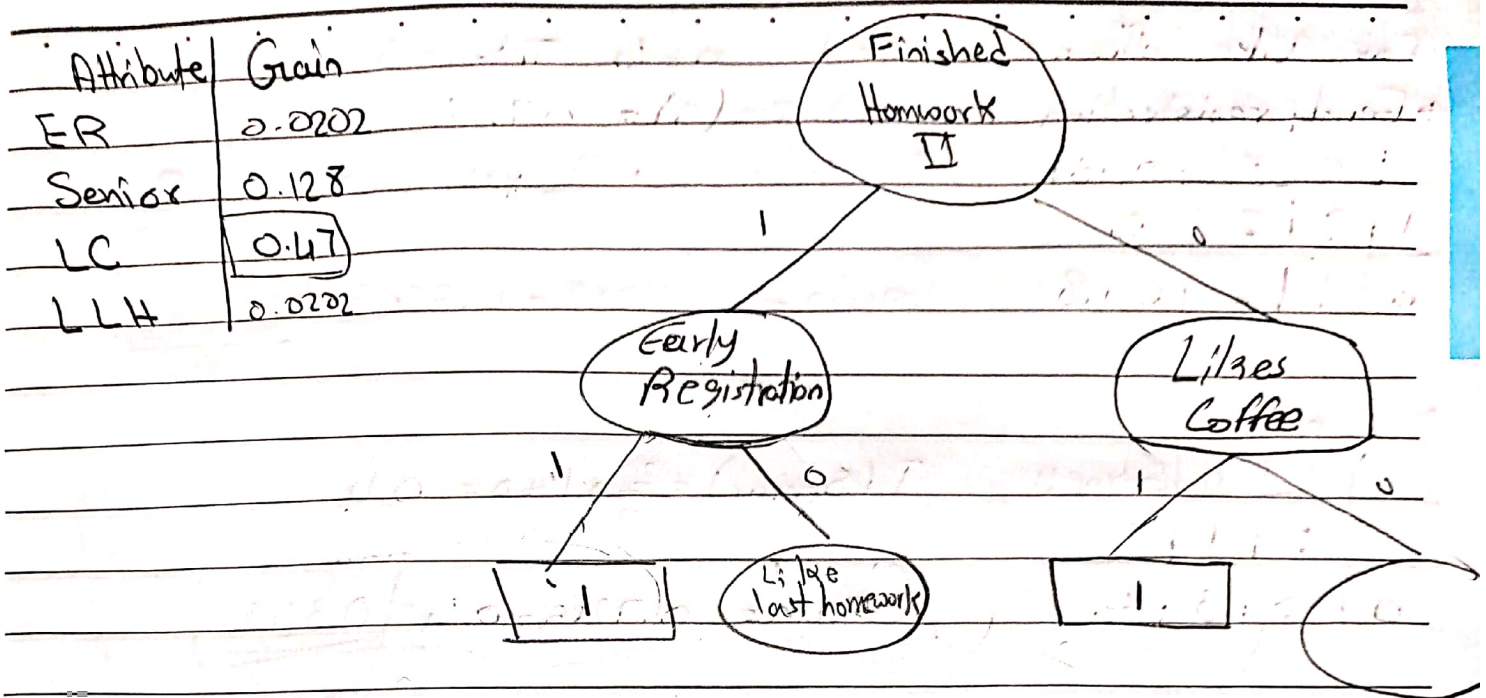 Attribute Gain
ER 0.0202
Senior 0.128
LC 0.47
LLH 0.0202
Finished
Homwork
II
1 0
Early
Registration
Likes
Coffee
1 0
1 0
1
Like
last homework
1